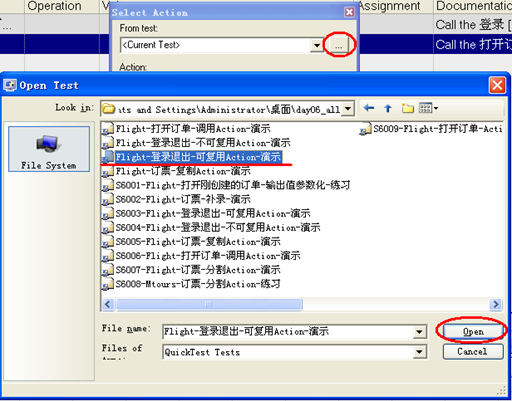 Operation
Assignment
Documentatio
Select Action
From test:
Call the 登录 [
<Current Test>
...
Call the 打开订
Action:
Open Test
Look in:
its and Settings\Administrator\桌面\day06_all
File System
Flight-打开订单-调用Action-演示
S6009-Flight-打开订单-Acti
Flight-登录退出-不可复用Action-演示
Flight-登录退出-可复用Action-演示
Flight-订票-复制Action-演示
S6001-Flight-打开刚创建的订单-输出值参数化-练习
S6002-Flight-订票-补录-演示
S6003-Flight-登录退出-可复用Action-演示
S6004-Flight-登录退出-不可复用Action-演示
S6005-Flight-订票-复制Action-演示
S6006-Flight-打开订单-调用Action-演示
S6007-Flight-订票-分割Action-演示
S6008-Mtours-订票-分割Action-练习
File name:
Flight-登录退出-可复用Action-演示
Open
Files of
QuickTest Tests
Cancel